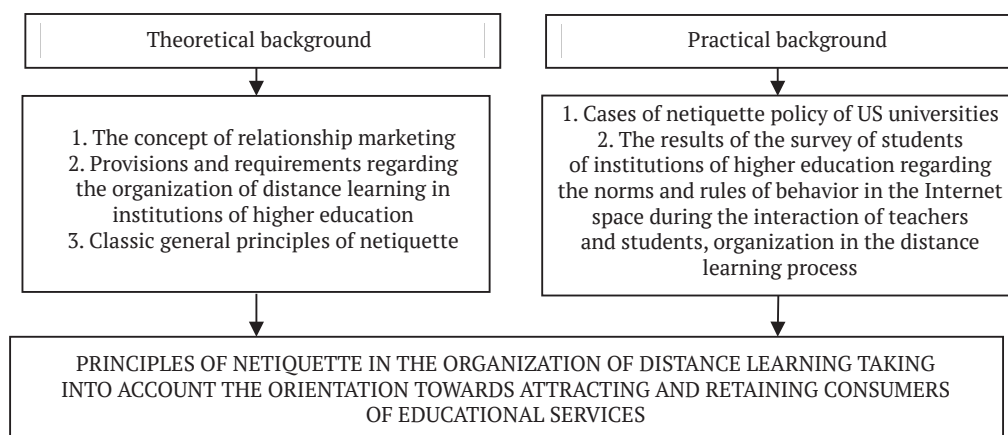 Theoretical background
1. The concept of relationship marketing
2. Provisions and requirements regarding
the organization of distance learning in
institutions of higher education
3. Classic general principles of netiquette
Practical background
1. Cases of netiquette policy of US universities
2. The results of the survey of students
of institutions of higher education regarding
the norms and rules of behavior in the Internet
space during the interaction of teachers
and students, organization in the distance
learning process
PRINCIPLES OF NETIQUETTE IN THE ORGANIZATION OF DISTANCE LEARNING TAKING
INTO ACCOUNT THE ORIENTATION TOWARDS ATTRACTING AND RETAINING CONSUMERS
OF EDUCATIONAL SERVICES